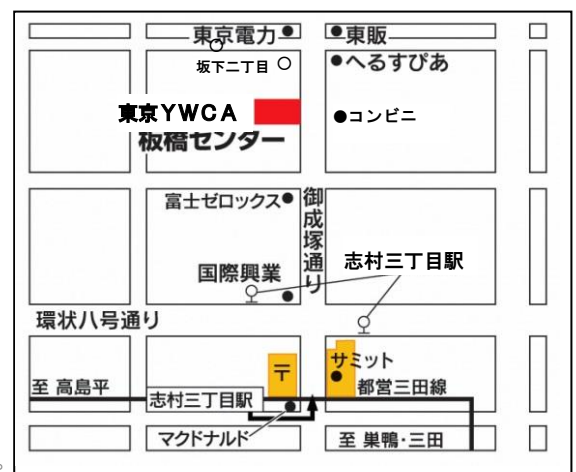 東京電力
東販
坂下二丁目
へるすぴあ
東京YWCA
板橋センター
コンビニ
富士ゼロックス
御成塚通り
国際興業
志村三丁目駅
環状八号通り
〒
サミット
至 高島平
都営三田線
志村三丁目駅
マクドナルド
至 巣鴨・三田
。